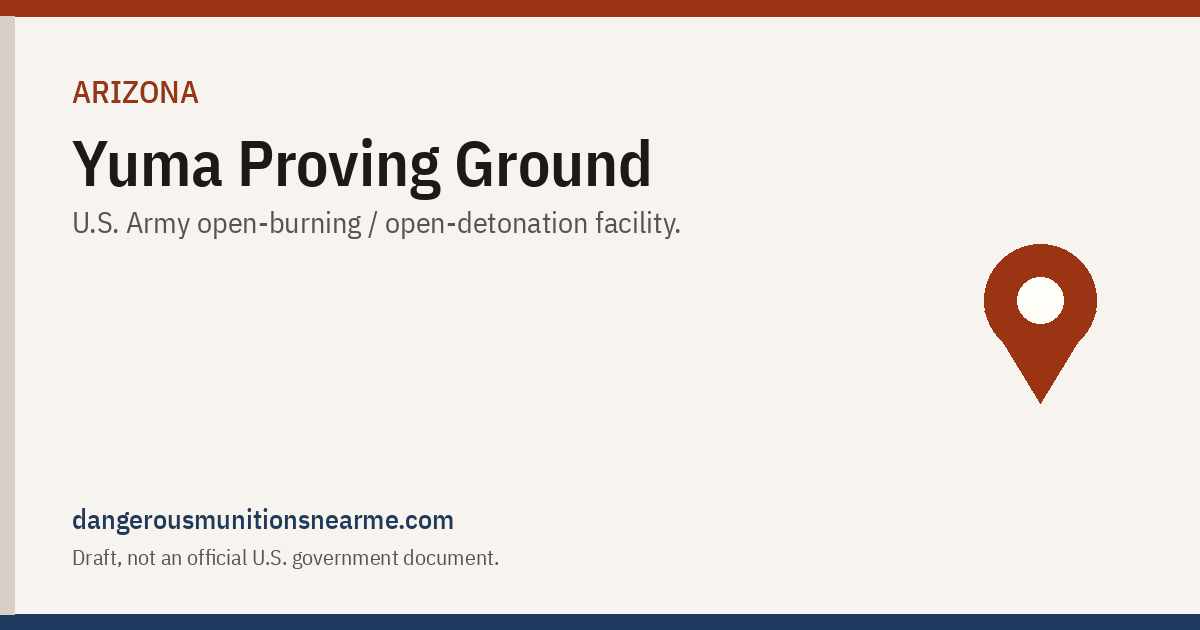 ARIZONA
Yuma Proving Ground
U.S. Army open-burning / open-detonation facility.
dangerousmunitionsnearme.com
Draft, not an official U.S. government document.